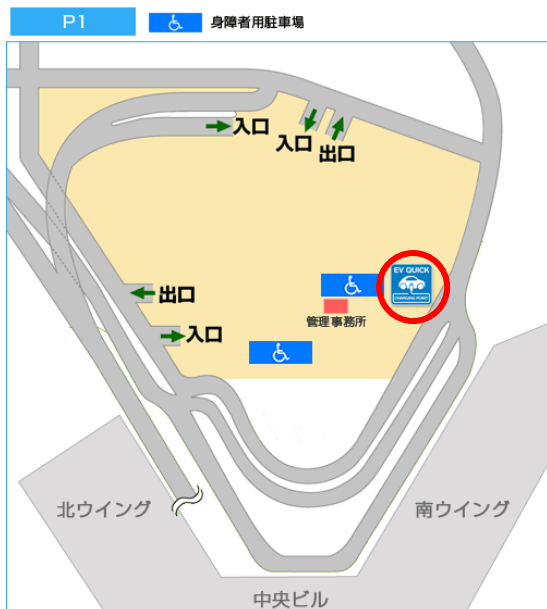 P1
身障者用駐車場
入口
入口
出口
EV QUICK
CHARGING POINT
出口
管理事務所
入口
北ウイング
南ウイング
中央ビル